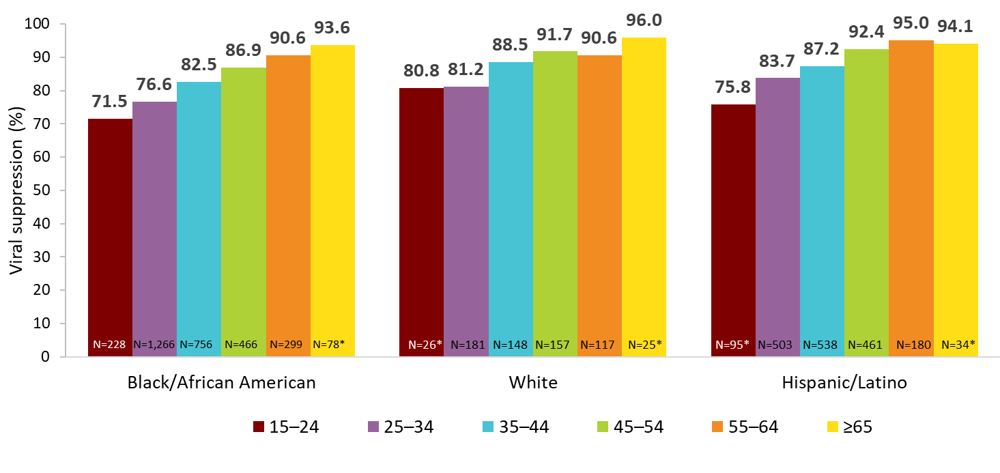 Viral suppression (%)
100
90
80
70
60
50
40
30
20
10
0
71.5
76.6
82.5
86.9
90.6
93.6
80.8
81.2
88.5
91.7
90.6
96.0
75.8
83.7
87.2
92.4
95.0
94.1
N=228
N=1,266
N=756
N=466
N=299
N=78*
N=26*
N=181
N=148
N=157
N=117
N=25*
N=95*
N=503
N=538
N=461
N=180
N=34*
Black/African American
White
Hispanic/Latino
15–24
25–34
35–44
45–54
55–64
≥65